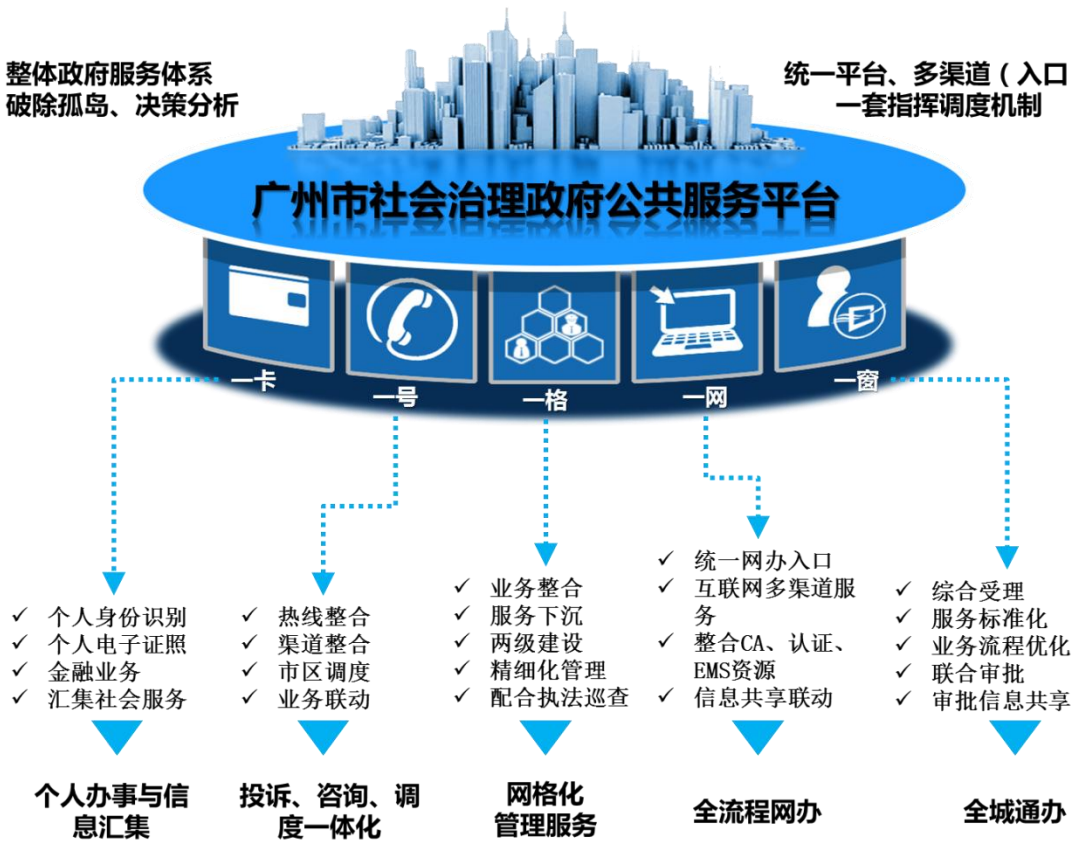 整体政府服务体系
破除孤岛、决策分析
统一平台、多渠道（入口
一套指挥调度机制
广州市社会治理政府公共服务平台
一卡
一号
一格
一网
一窗
✓ 个人身份识别
✓ 个人电子证照
✓ 金融业务
✓ 汇集社会服务
个人办事与信
息汇集
✓ 热线整合
✓ 渠道整合
✓ 市区调度
✓ 业务联动
投诉、咨询、调
度一体化
✓ 业务整合
✓ 服务下沉
✓ 两级建设
✓ 精细化管理
✓ 配合执法巡查
网格化
管理服务
✓ 统一网办入口
✓ 互联网多渠道服
务
✓ 整合CA、认证、
EMS资源
✓ 信息共享联动
全流程网办
✓ 综合受理
✓ 服务标准化
✓ 业务流程优化
✓ 联合审批
✓ 审批信息共享
全城通办